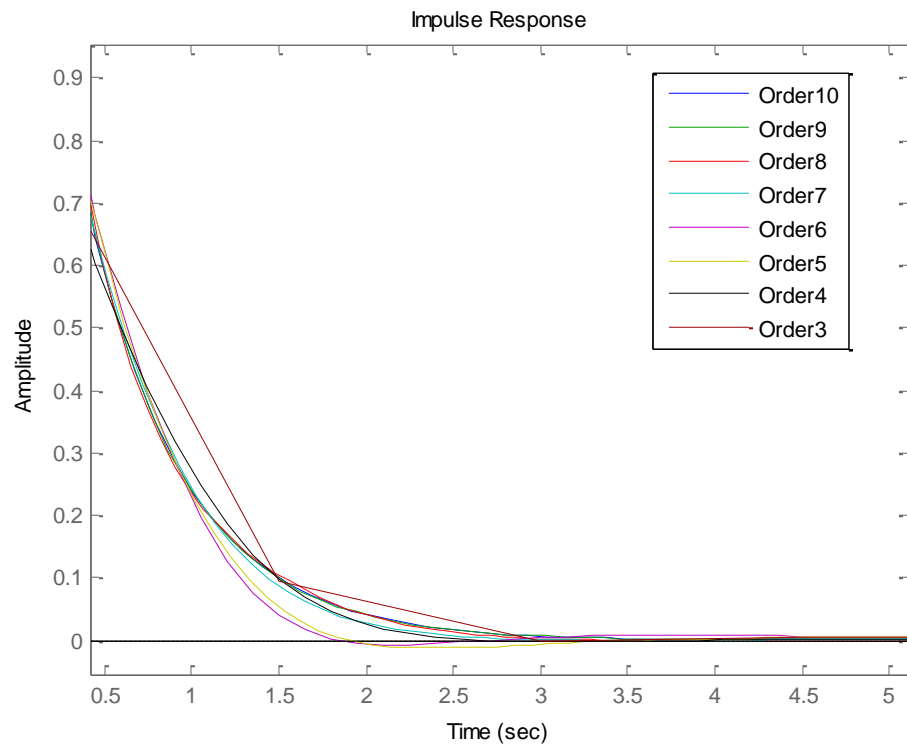 Impulse Response
0.9
0.8
0.7
0.6
0.5
0.4
0.3
0.2
0.1
0
Amplitude
Order10
Order9
Order8
Order7
Order6
Order5
Order4
Order3
0.5
1
1.5
2
2.5
3
3.5
4
4.5
5
Time (sec)